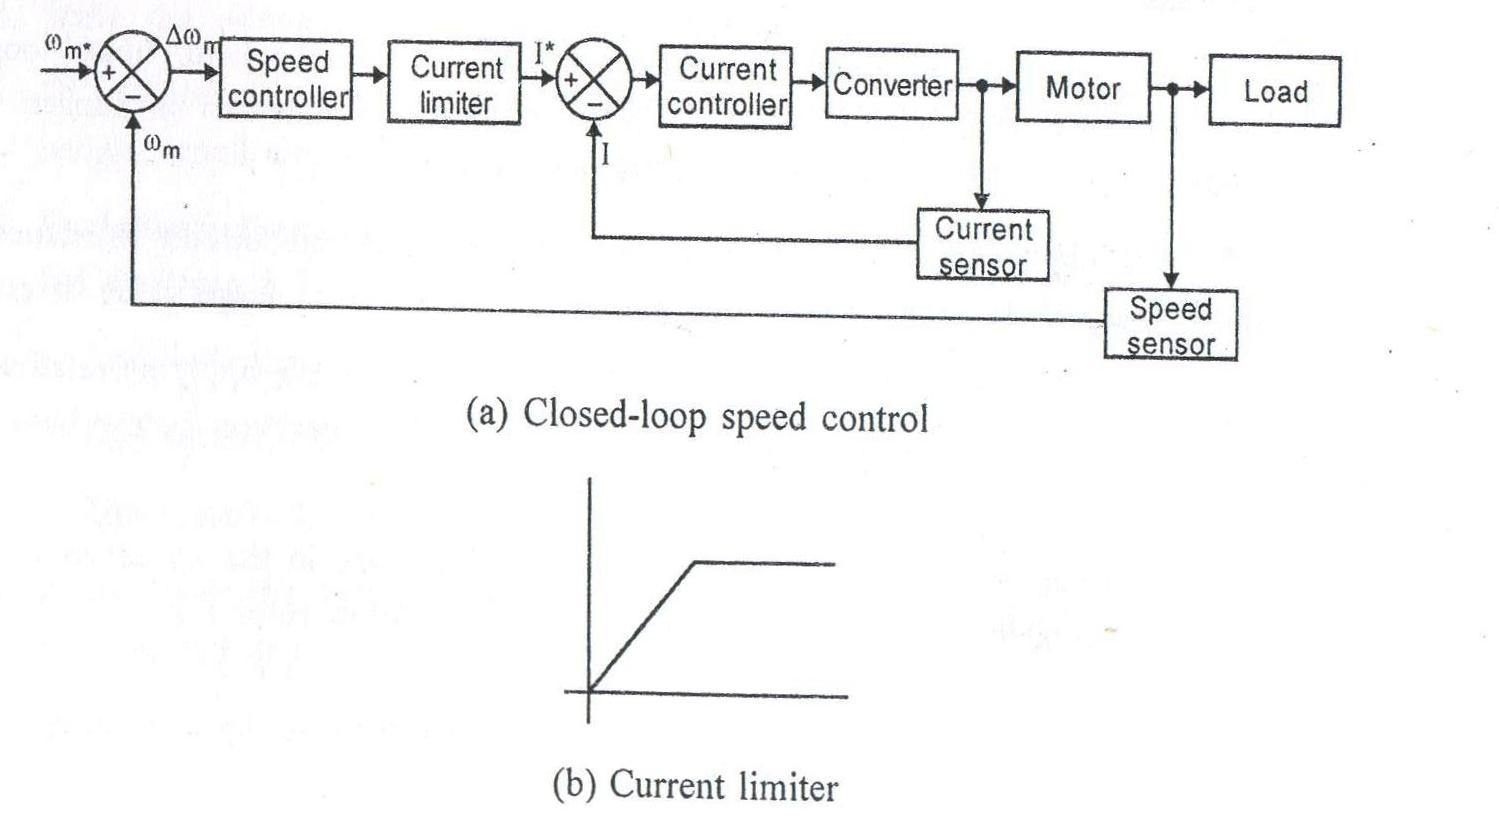 ωm*
+
−
Δωm
Speed
controller
Current
limiter
I*
+
−
Current
controller
Converter
Motor
Load
ωm
I
Current
sensor
Speed
sensor
(a) Closed-loop speed control
(b) Current limiter